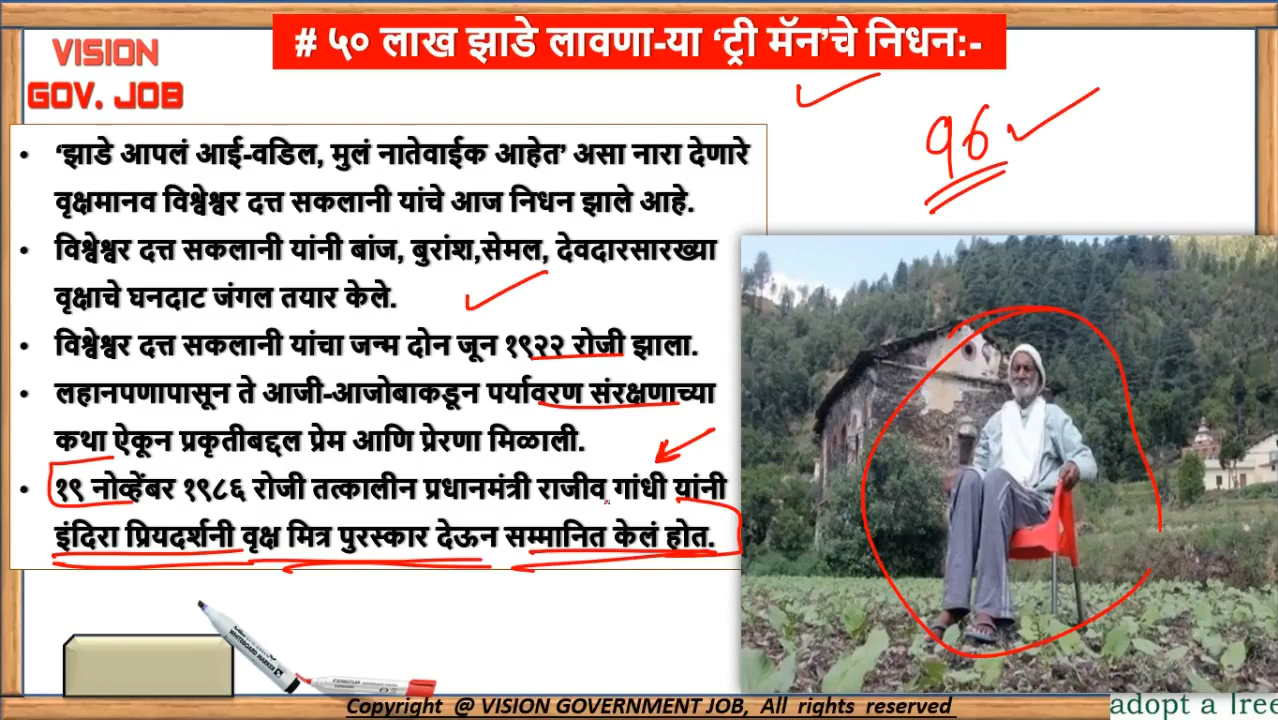 # ५० लाख झाडे लावणा-या ‘ट्री मॅन’चे निधन:-
VISION
GOV. JOB
९६
• ‘झाडे आपलं आई-वडिल, मुलं नातेवाईक आहेत’ असा नारा देणारे
वृक्षमानव विश्वेश्वर दत्त सकलानी यांचे आज निधन झाले आहे.
• विश्वेश्वर दत्त सकलानी यांनी बांज, बुरांश,सेमल, देवदारसारख्या
वृक्षाचे घनदाट जंगल तयार केले.
• विश्वेश्वर दत्त सकलानी यांचा जन्म दोन जून १९२२ रोजी झाला.
• लहानपणापासून ते आजी-आजोबाकडून पर्यावरण संरक्षणाच्या
कथा ऐकून प्रकृतीबद्दल प्रेम आणि प्रेरणा मिळाली.
• १९ नोव्हेंबर १९८६ रोजी तत्कालीन प्रधानमंत्री राजीव गांधी यांनी
इंदिरा प्रियदर्शनी वृक्ष मित्र पुरस्कार देऊन सम्मानित केलं होत.
WHITEBOARD MARKER
Copyright @ VISION GOVERNMENT JOB, All rights reserved
adopt a Tree